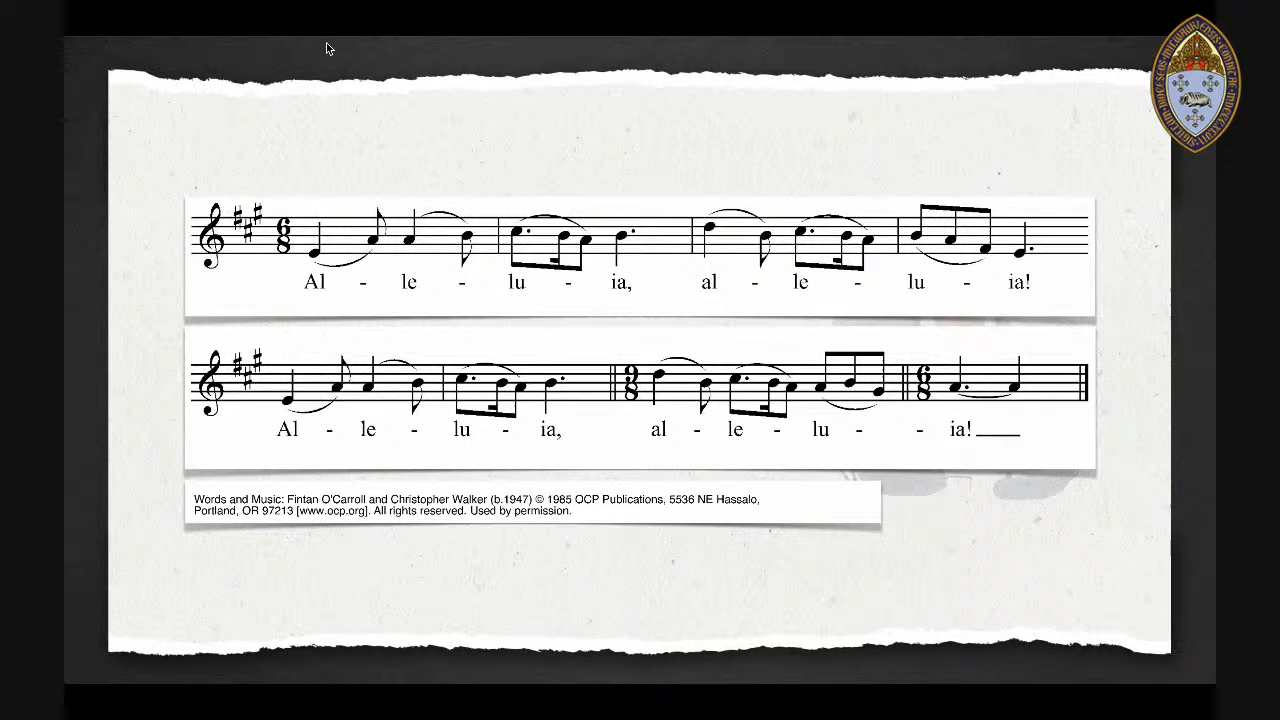 Al - le - lu - ia, al - le - lu - ia!
Al - le - lu - ia, al - le - lu - - ia!
Words and Music: Fintan O'Carroll and Christopher Walker (b.1947) © 1985 OCP Publications, 5536 NE Hassalo,
Portland, OR 97213 [www.ocp.org]. All rights reserved. Used by permission.